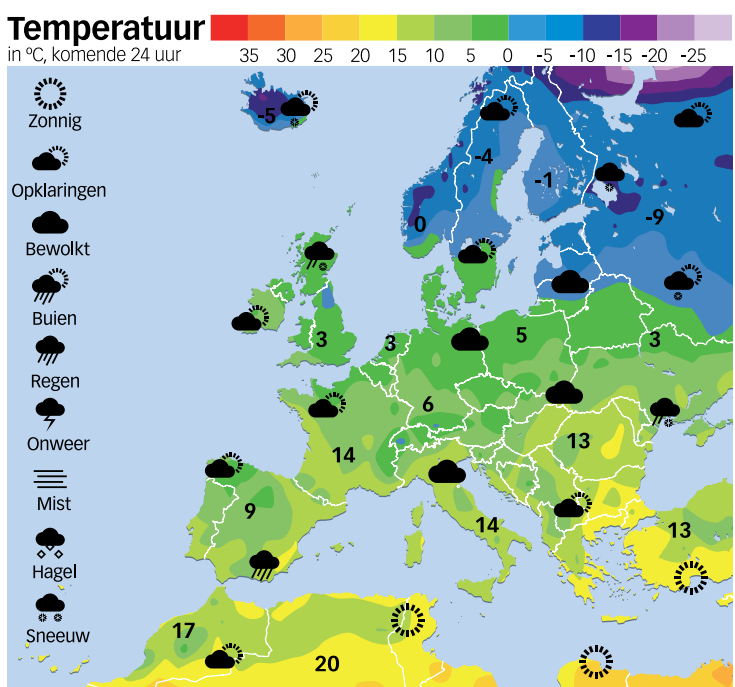 Temperatuur
in ºC, komende 24 uur
35 30 25 20 15 10 5 0 -5 -10 -15 -20 -25
Zonnig
Opklaringen
Bewolkt
Buien
Regen
Onweer
Mist
Hagel
Sneeuw
-5
-4
-1
0
-9
3
3
5
3
6
14
13
9
14
13
17
20